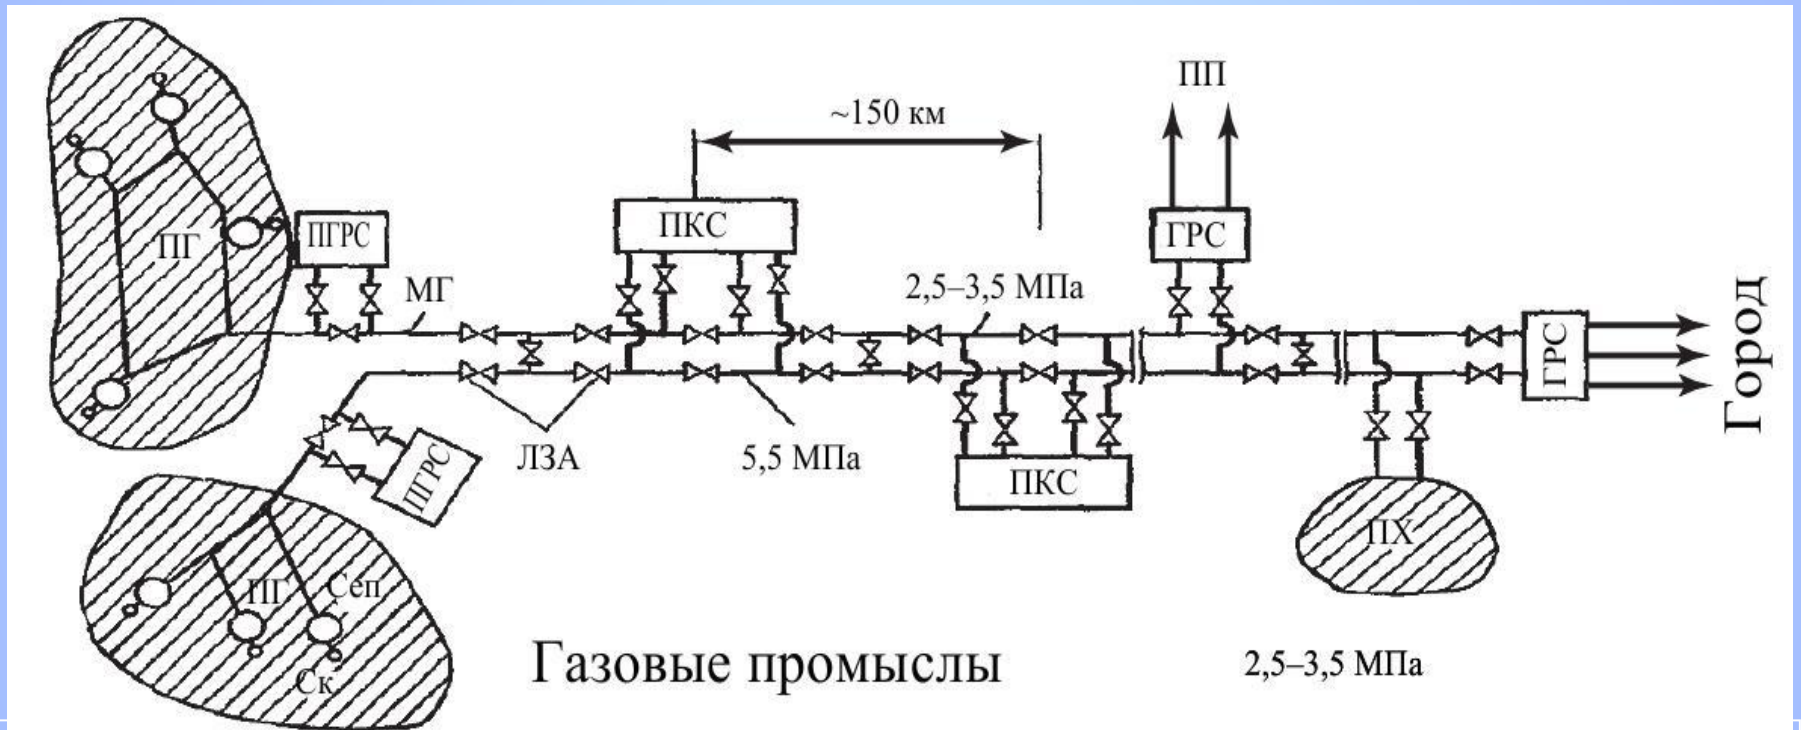 ПП
~150 км
ПГРС
ПКС
ГРС
ПГ
МГ
2,5–3,5 МПа
ГРС
Город
ЛЗА
5,5 МПа
ПГРС
ПКС
ПХ
ПГ
Сеп
Ск
Газовые промыслы
2,5–3,5 МПа